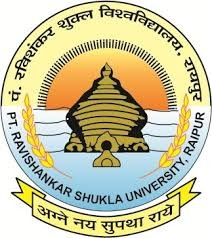 पं. रविशंकर शुक्ल विश्वविद्यालय, रायपुर
PT. RAVISHANKAR SHUKLA UNIVERSITY, RAIPUR
अग्ने नय सुपथा राये